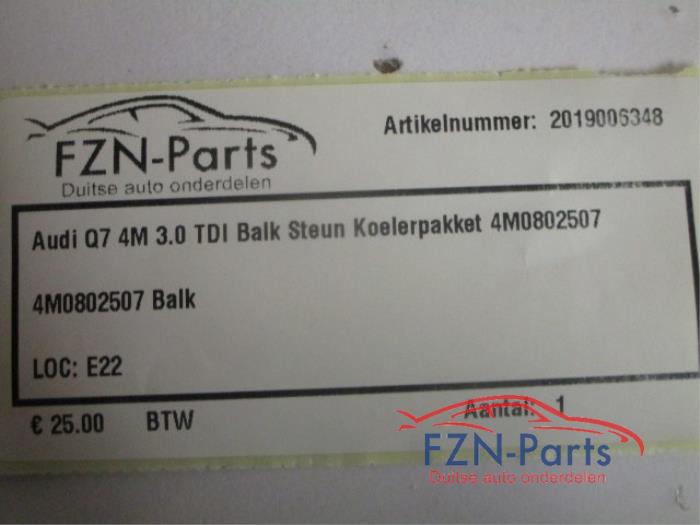 FZN-Parts
Duitse auto onderdelen
Artikelnummer: 2019006348
Audi Q7 4M 3.0 TDI Balk Steun Koelerpakket 4M0802507
4M0802507 Balk
LOC: E22
€ 25.00 BTW Aantal: 1
FZN-Parts
Duitse auto onderdelen